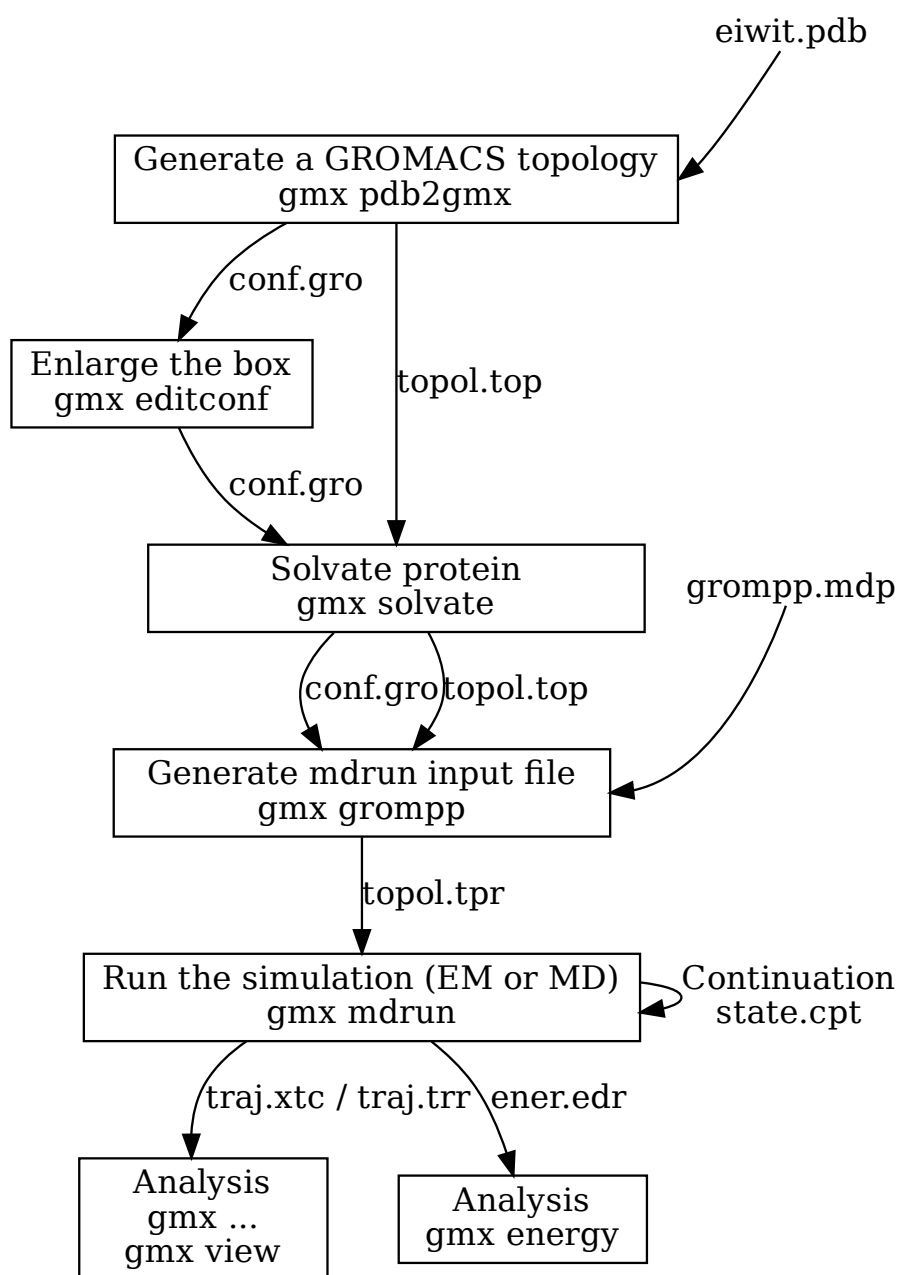 eiwit.pdb
Generate a GROMACS topology
gmx pdb2gmx
conf.gro
Enlarge the box
gmx editconf
topol.top
conf.gro
Solvate protein
gmx solvate
grompp.mdp
conf.gro
topol.top
Generate mdrun input file
gmx grompp
topol.tpr
Run the simulation (EM or MD)
gmx mdrun
Continuation
state.cpt
traj.xtc / traj.trr
ener.edr
Analysis
gmx ...
gmx view
Analysis
gmx energy